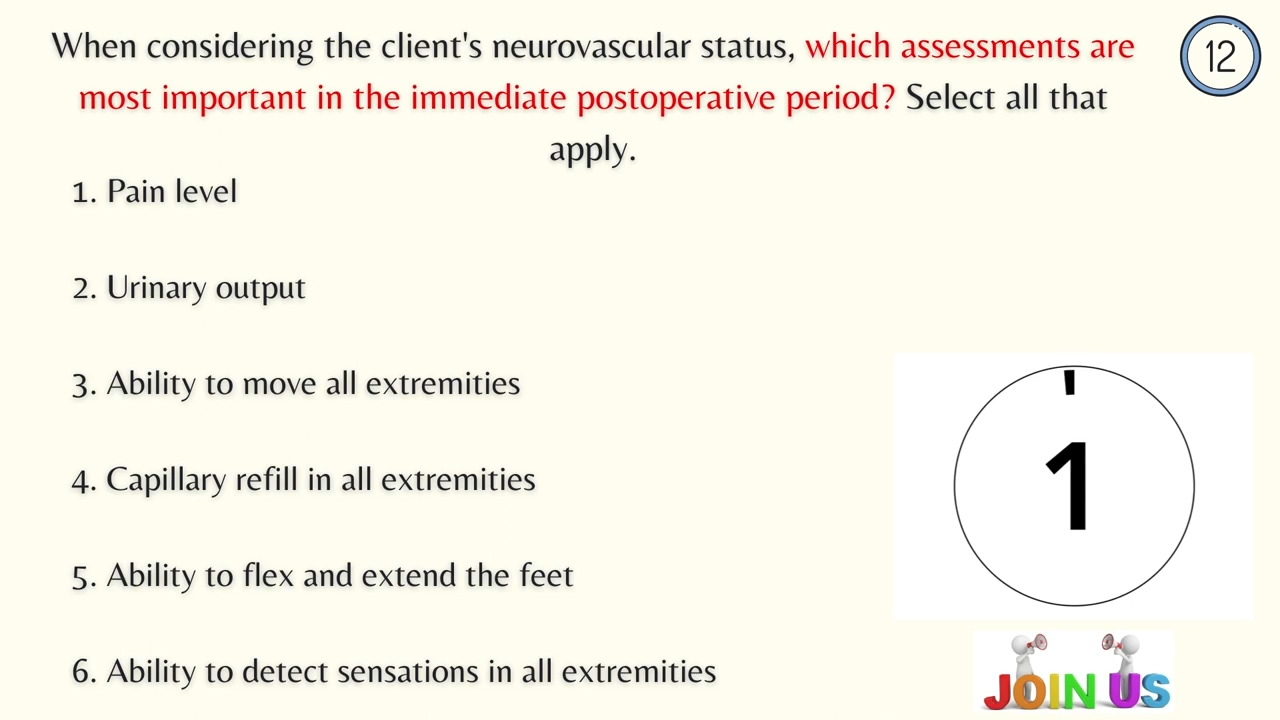 When considering the client's neurovascular status, which assessments are
most important in the immediate postoperative period? Select all that
apply.
12
1. Pain level
2. Urinary output
3. Ability to move all extremities
4. Capillary refill in all extremities
5. Ability to flex and extend the feet
6. Ability to detect sensations in all extremities
1
JOIN US